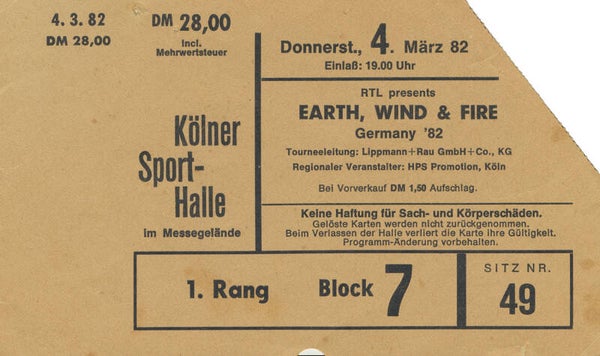 4. 3. 82
DM 28,00
DM 28,00
incl.
Mehrwertsteuer
Kölner
Sport-
Halle
im Messegelände
Donnerst., 4. März 82
Einlaß: 19.00 Uhr
RTL presents
EARTH, WIND & FIRE
Germany '82
Tourneeleitung: Lippmann+Rau GmbH+Co., KG
Regionaler Veranstalter: HPS Promotion, Köln
Bei Vorverkauf DM 1,50 Aufschlag.
Keine Haftung für Sach- und Körperschäden.
Gelöste Karten werden nicht zurückgenommen.
Beim Verlassen der Halle verliert die Karte ihre Gültigkeit.
Programm-Änderung vorbehalten.
1. Rang Block 7
SITZ NR.
49